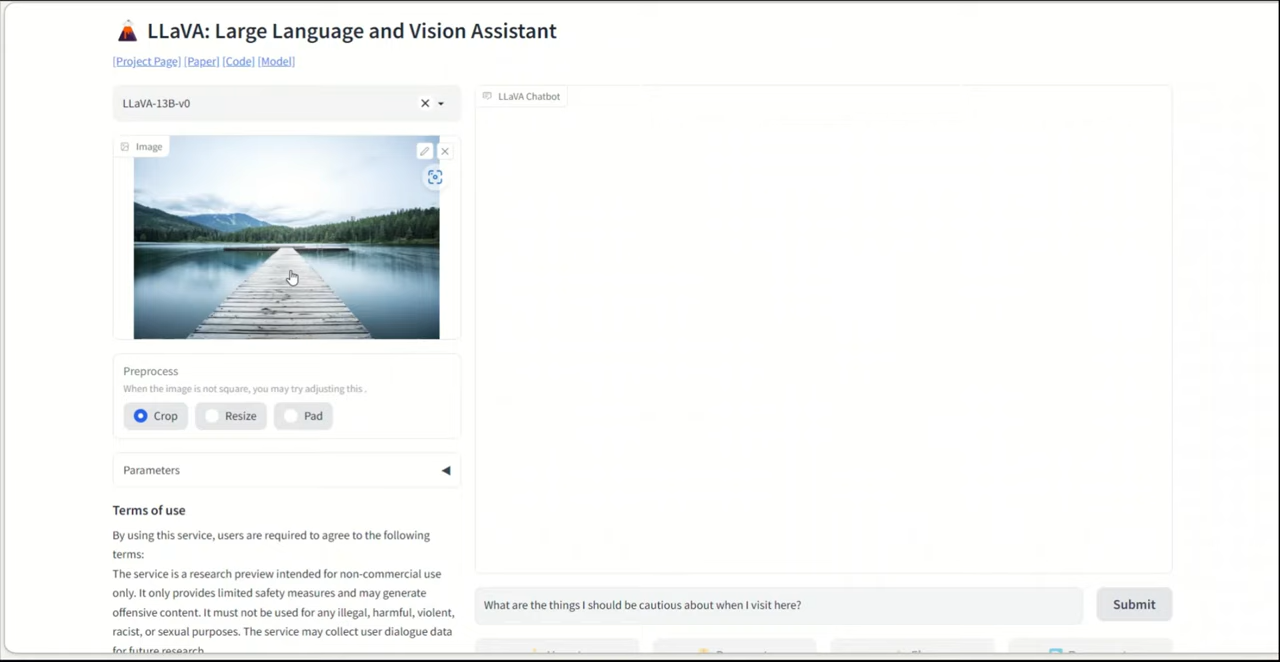 LLaVA: Large Language and Vision Assistant
[Project Page] [Paper] [Code] [Model]
LLaVA-13B-v0
Image
Preprocess
When the image is not square, you may try adjusting this .
Crop Resize Pad
Parameters
Terms of use
By using this service, users are required to agree to the following
terms:
The service is a research preview intended for non-commercial use
only. It only provides limited safety measures and may generate
offensive content. It must not be used for any illegal, harmful, violent,
racist, or sexual purposes. The service may collect user dialogue data
for future research.
LLaVA Chatbot
What are the things I should be cautious about when I visit here?
Submit